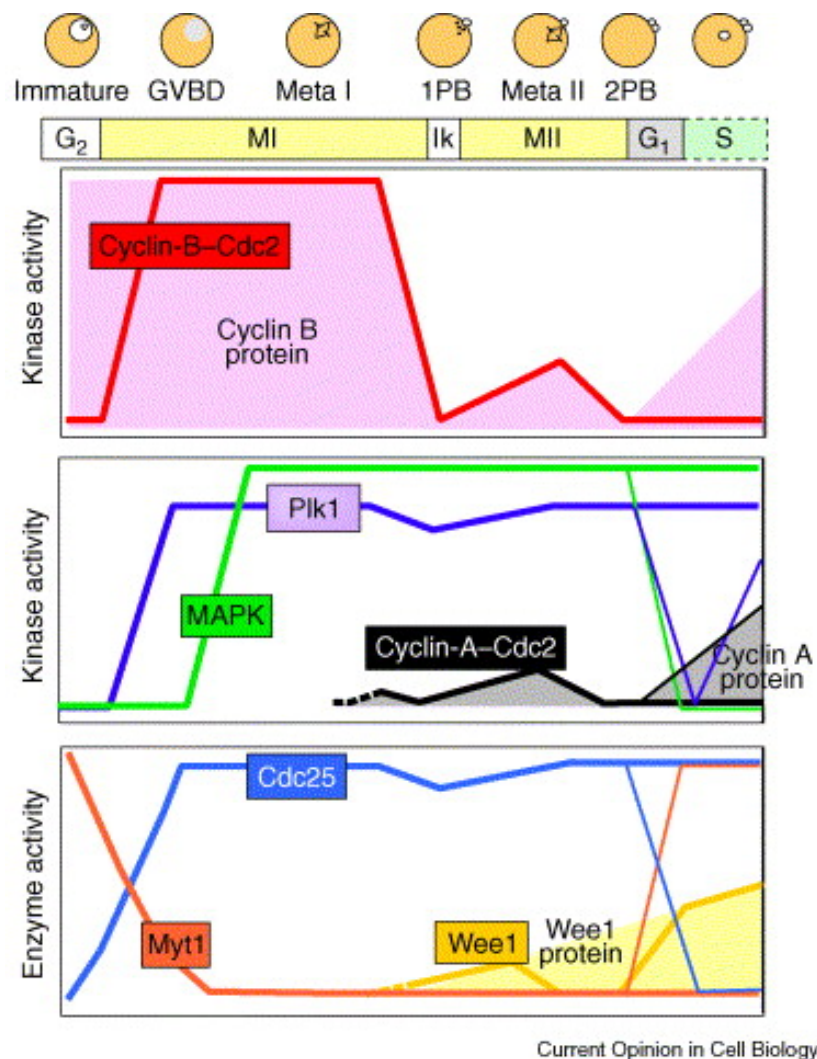 Immature GVBD Meta I 1PB Meta II 2PB
G2 MI Ik MII G1 S
Kinase activity
Cyclin-B–Cdc2
Cyclin B
protein
Kinase activity
Plk1
MAPK
Cyclin-A–Cdc2
Cyclin A
protein
Enzyme activity
Cdc25
Myt1
Wee1
Wee1
protein
Current Opinion in Cell Biology